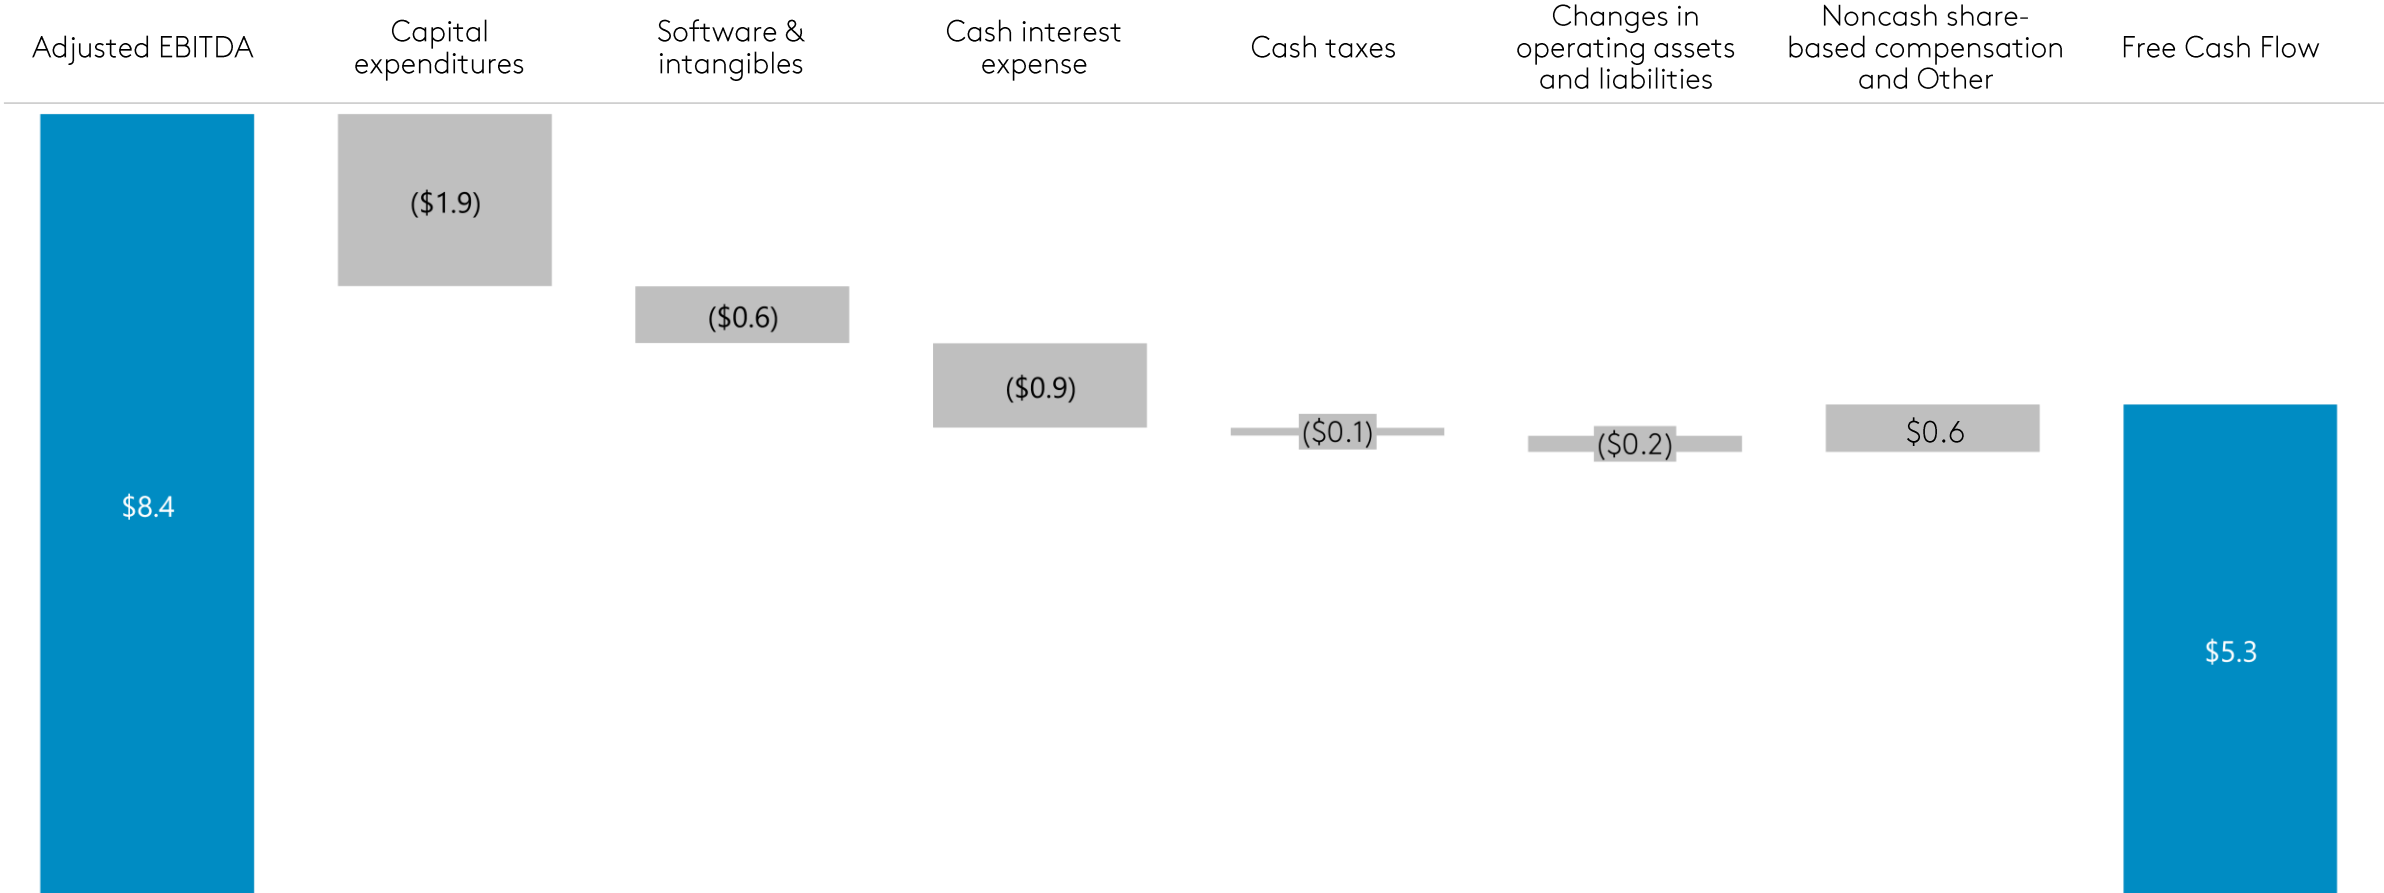 Adjusted EBITDA
Capital
expenditures
Software &
intangibles
Cash interest
expense
Cash taxes
Changes in
operating assets
and liabilities
Noncash share-
based compensation
and Other
Free Cash Flow
$8.4
($1.9)
($0.6)
($0.9)
($0.1)
($0.2)
$0.6
$5.3